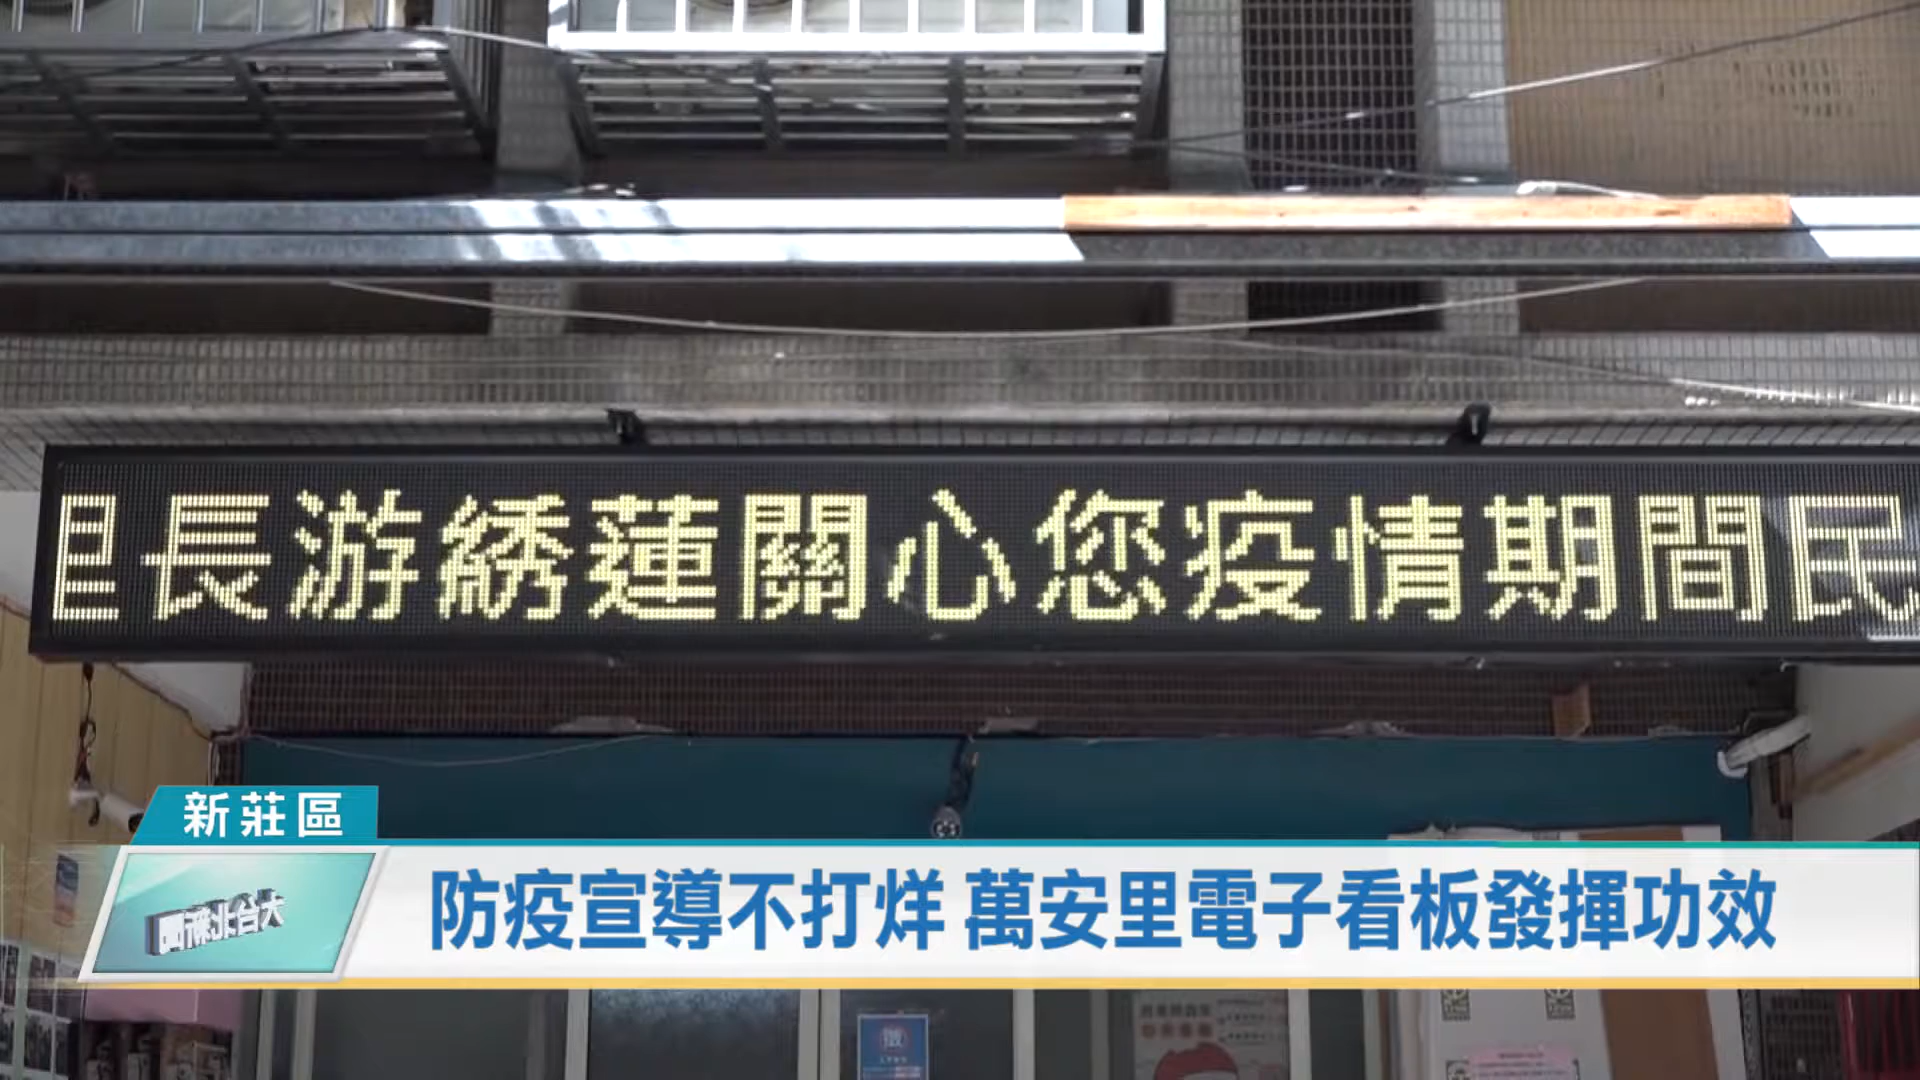 里長游綉蓮關心您疫情期間民
新莊區
防疫宣導不打烊 萬安里電子看板發揮功效